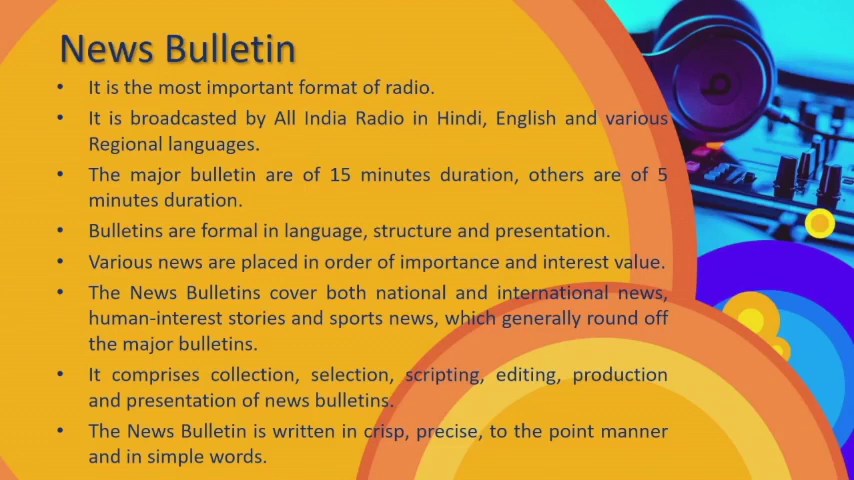 News Bulletin
• It is the most important format of radio.
• It is broadcasted by All India Radio in Hindi, English and various
Regional languages.
• The major bulletin are of 15 minutes duration, others are of 5
minutes duration.
• Bulletins are formal in language, structure and presentation.
• Various news are placed in order of importance and interest value.
• The News Bulletins cover both national and international news,
human-interest stories and sports news, which generally round off
the major bulletins.
• It comprises collection, selection, scripting, editing, production
and presentation of news bulletins.
• The News Bulletin is written in crisp, precise, to the point manner
and in simple words.